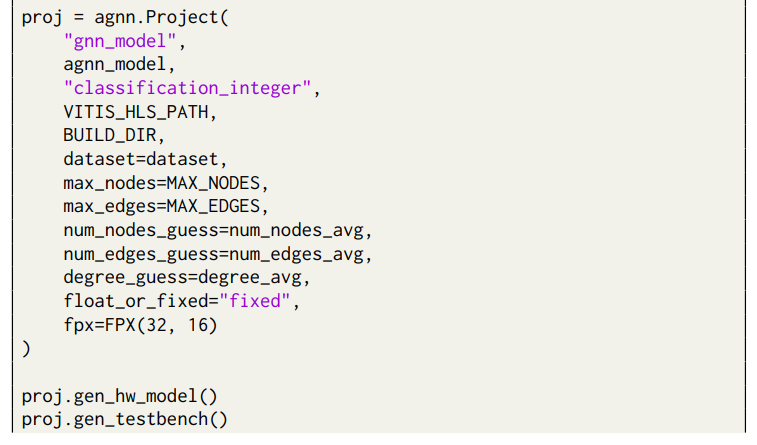 proj = agnn.Project(
    "gnn_model",
    agnn_model,
    "classification_integer",
    VITIS_HLS_PATH,
    BUILD_DIR,
    dataset=dataset,
    max_nodes=MAX_NODES,
    max_edges=MAX_EDGES,
    num_nodes_guess=num_nodes_avg,
    num_edges_guess=num_edges_avg,
    degree_guess=degree_avg,
    float_or_fixed="fixed",
    fpx=FPX(32, 16)
)
proj.gen_hw_model()
proj.gen_testbench()